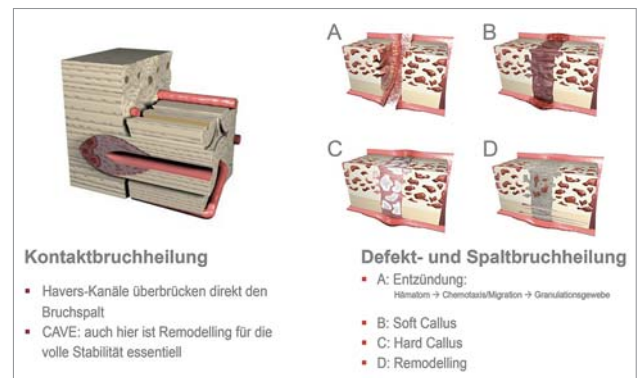 Kontaktbruchheilung
▪ Havers-Kanäle überbrücken direkt den
Bruchspalt
▪ CAVE: auch hier ist Remodelling für die
volle Stabilität essentiell
A
B
C
D
Defekt- und Spaltbruchheilung
▪ A: Entzündung:
Hämatom → Chemotaxis/Migration → Granulationsgewebe
▪ B: Soft Callus
▪ C: Hard Callus
▪ D: Remodelling